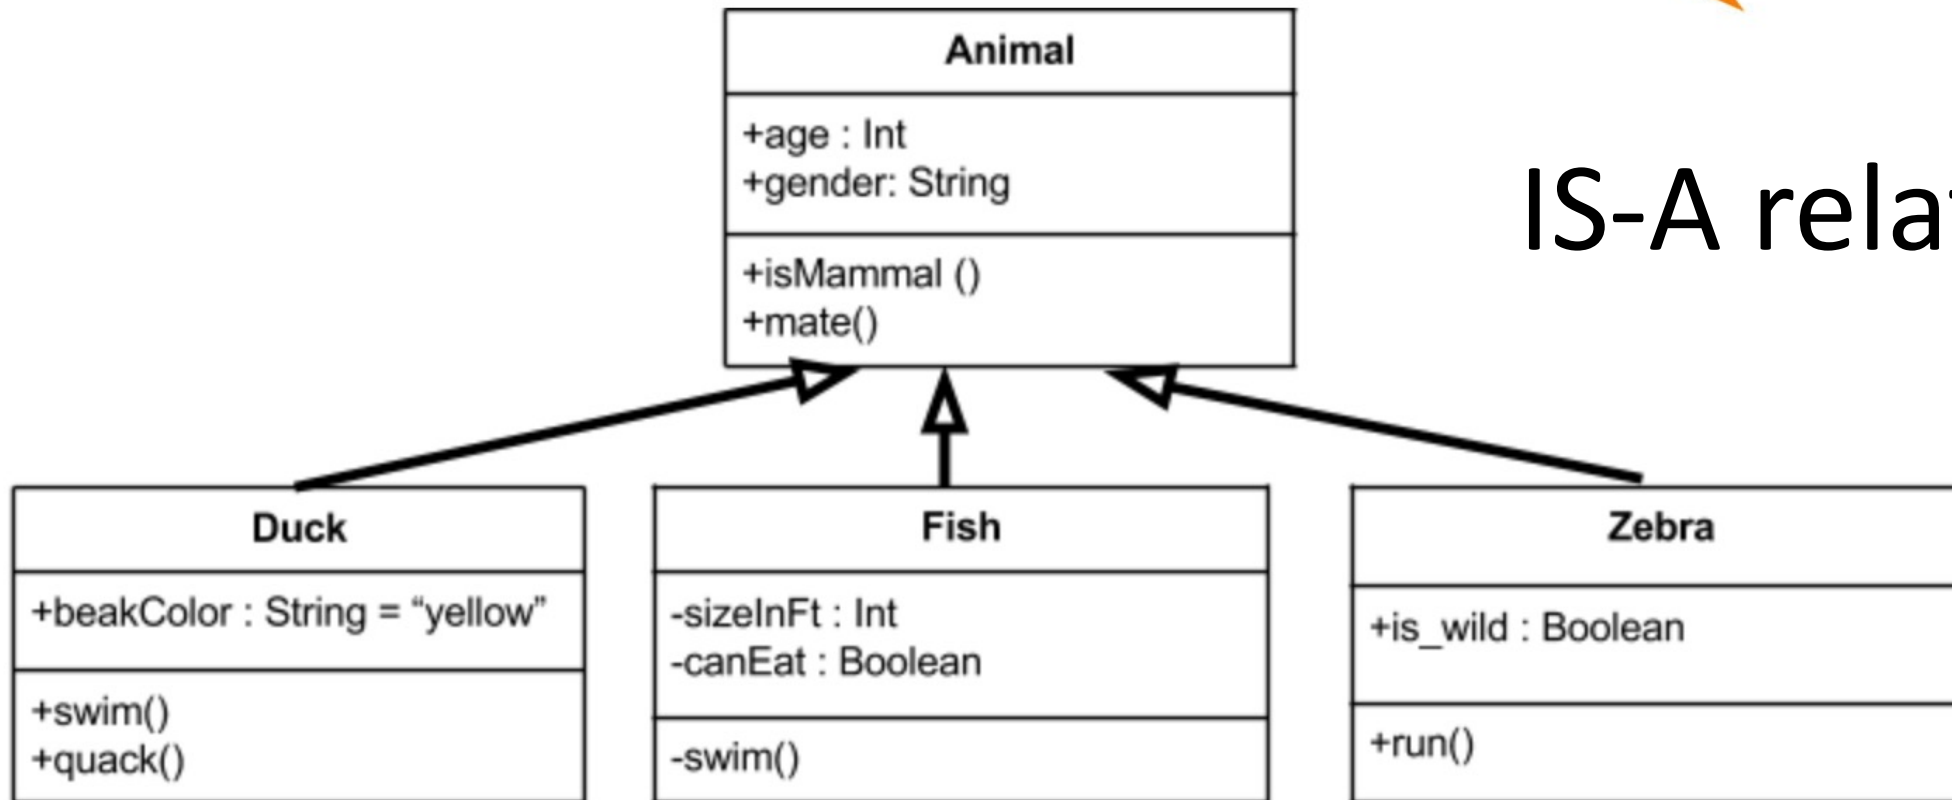 Animal
+age : Int
+gender: String
+isMammal ()
+mate()
IS-A
Duck
+beakColor : String = “yellow”
+swim()
+quack()
Fish
-sizeInFt : Int
-canEat : Boolean
-swim()
Zebra
+is_wild : Boolean
+run()